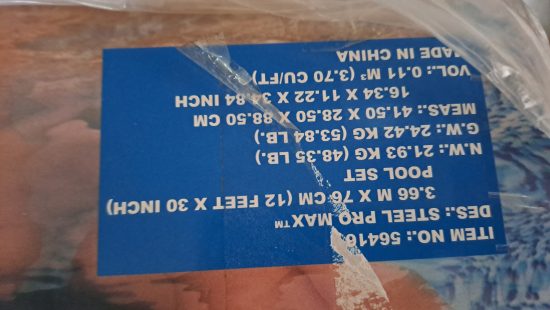 ITEM NO.: 56416
DES.: STEEL PRO MAX™
3.66 M X 76 CM (12 FEET X 30 INCH)
POOL SET
N.W.: 21.93 KG (48.35 LB.)
G.W.: 24.42 KG (53.84 LB.)
MEAS.: 41.50 X 28.50 X 88.50 CM
16.34 X 11.22 X 34.84 INCH
VOL.: 0.11 M³ (3.70 CU/FT)
MADE IN CHINA